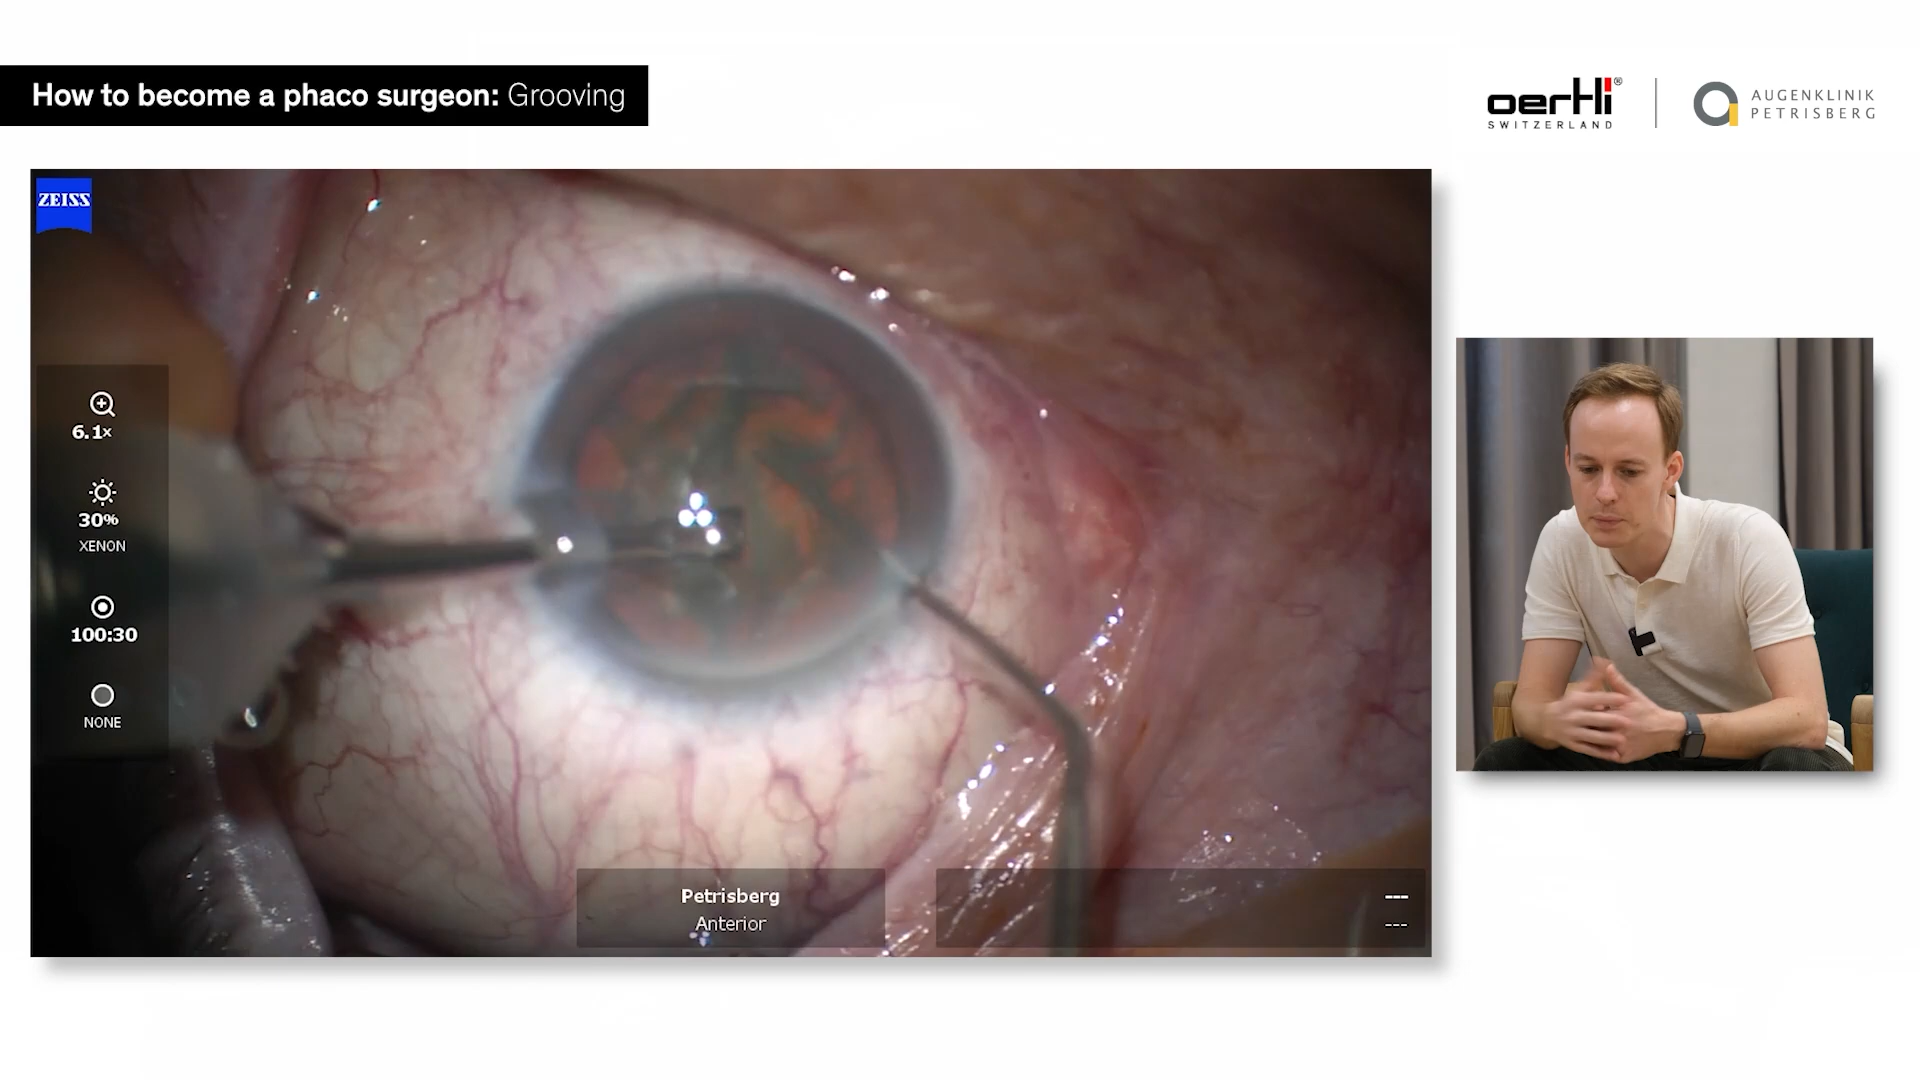 How to become a phaco surgeon: Grooving
oertli®
SWITZERLAND
AUGENKLINIK
PETRISBERG
ZEISS
6.1x
30%
XENON
100:30
NONE
Petrisberg
Anterior
---
---